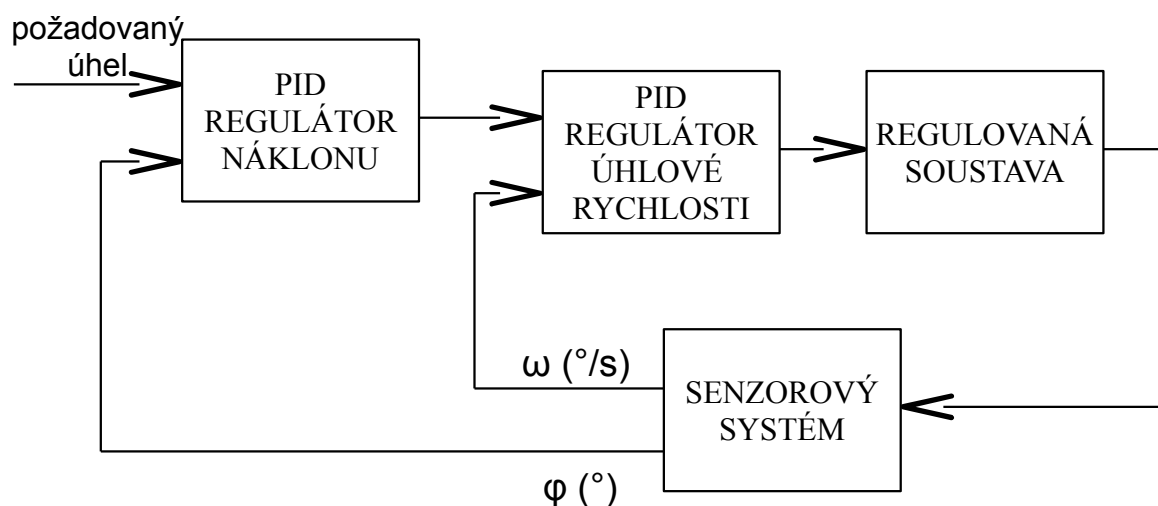 požadovaný
úhel
PID
REGULÁTOR
NÁKLONU
PID
REGULÁTOR
ÚHLOVÉ
RYCHLOSTI
REGULOVANÁ
SOUSTAVA
ω (°/s)
SENZOROVÝ
SYSTÉM
φ (°)